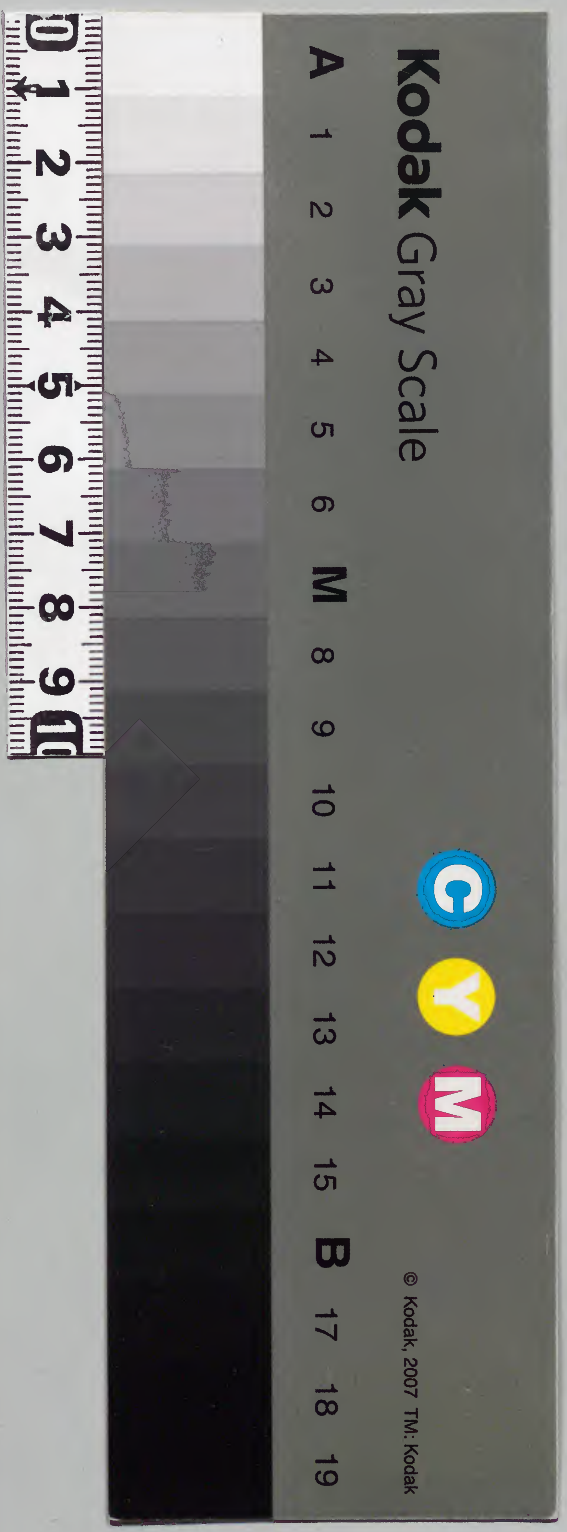 Kodak Gray Scale
C Y M
© Kodak, 2007 TM: Kodak
A 1 2 3 4 5 6 M 8 9 10 11 12 13 14 15 B 17 18 19
0 1 2 3 4 5 6 7 8 9 10